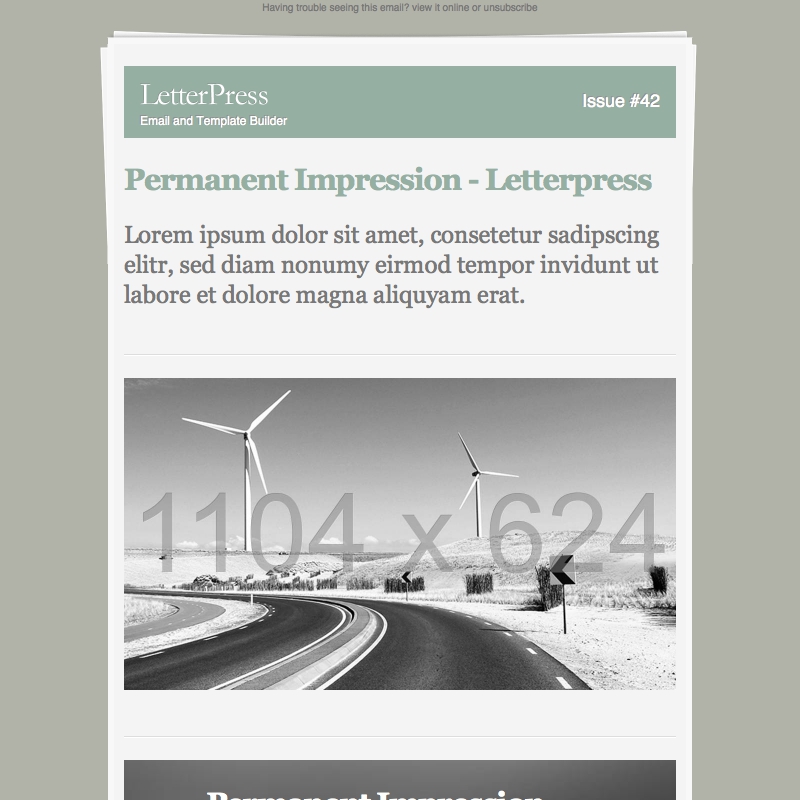 Having trouble seeing this email? view it online or unsubscribe
LetterPress
Email and Template Builder
Issue #42
Permanent Impression - Letterpress
Lorem ipsum dolor sit amet, consetetur sadipscing
elitr, sed diam nonumy eirmod tempor invidunt ut
labore et dolore magna aliquyam erat.
1104 x 624
Permanent Impression